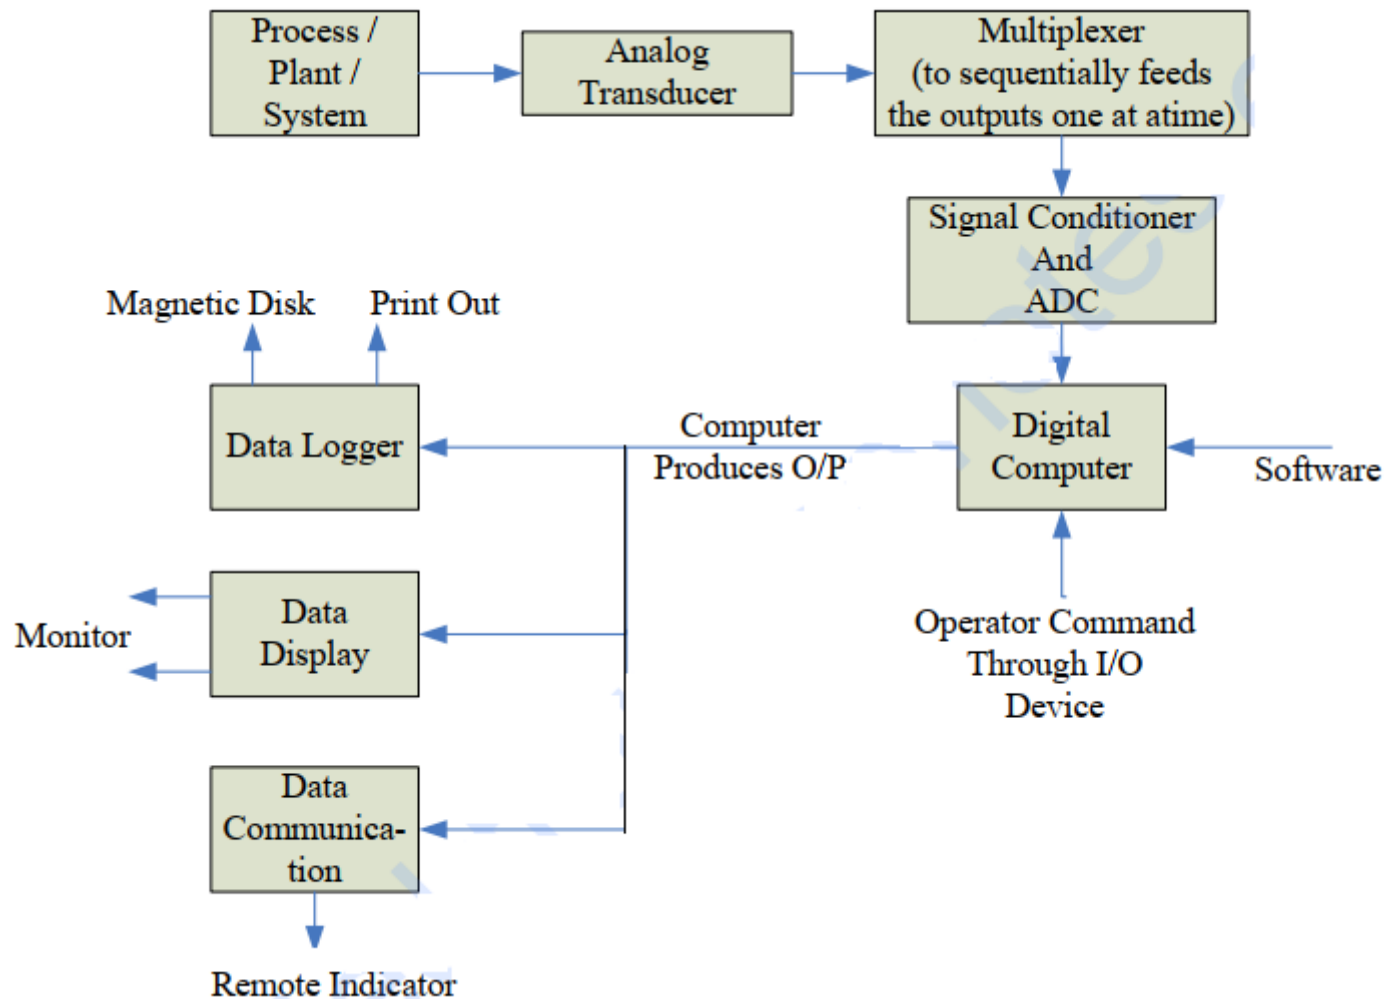 Process /
Plant /
System
Analog
Transducer
Multiplexer
(to sequentially feeds
the outputs one at atime)
Signal Conditioner
And
ADC
Magnetic Disk
Print Out
Data Logger
Computer
Produces O/P
Digital
Computer
Software
Data
Display
Monitor
Operator Command
Through I/O
Device
Data
Communica-
tion
Remote Indicator